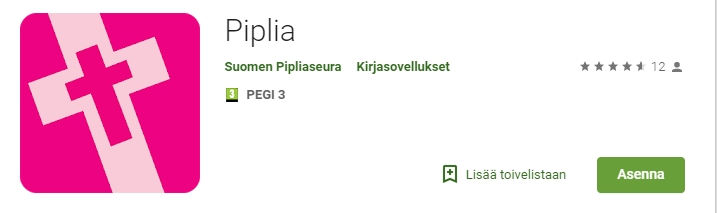 Piplia
Suomen Pipliaseura Kirjasovellukset 12
3 PEGI 3
Lisää toivelistaan Asenna